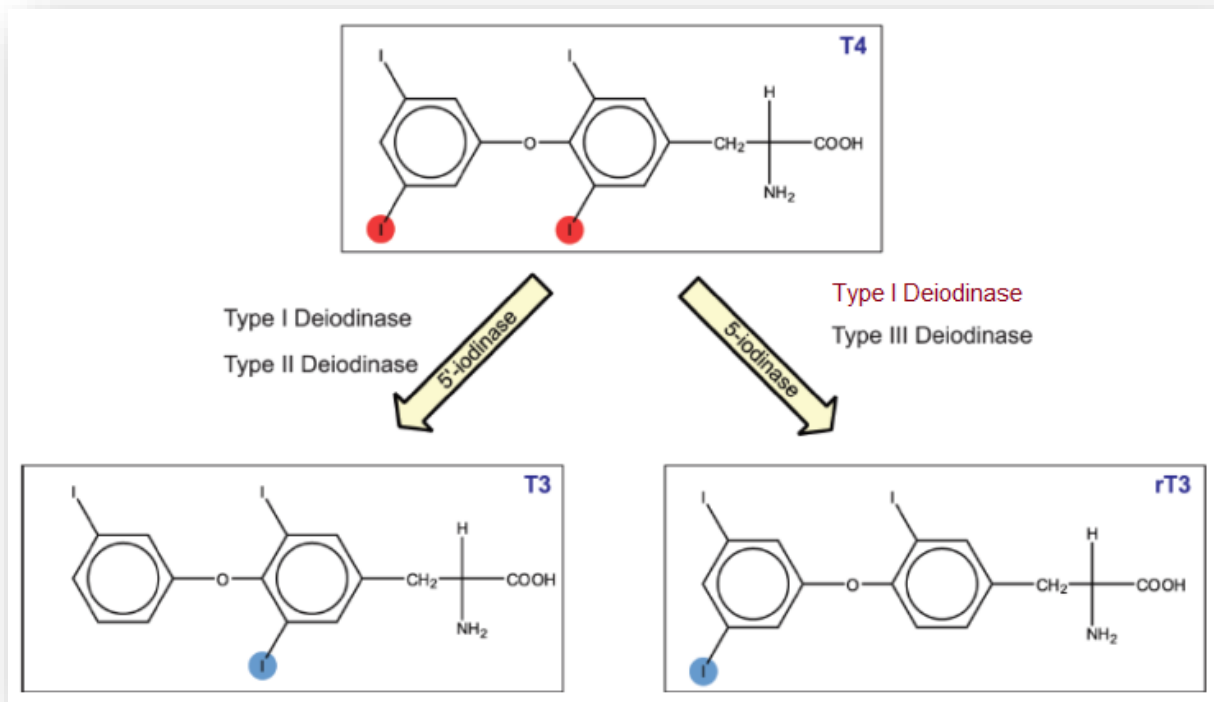 T4
I
I
H
O
CH₂
COOH
NH₂
I
I
Type I Deiodinase
Type II Deiodinase
5'-iodinase
5-iodinase
Type I Deiodinase
Type III Deiodinase
T3
I
I
H
O
CH₂
COOH
NH₂
I
rT3
I
I
H
O
CH₂
COOH
NH₂
I